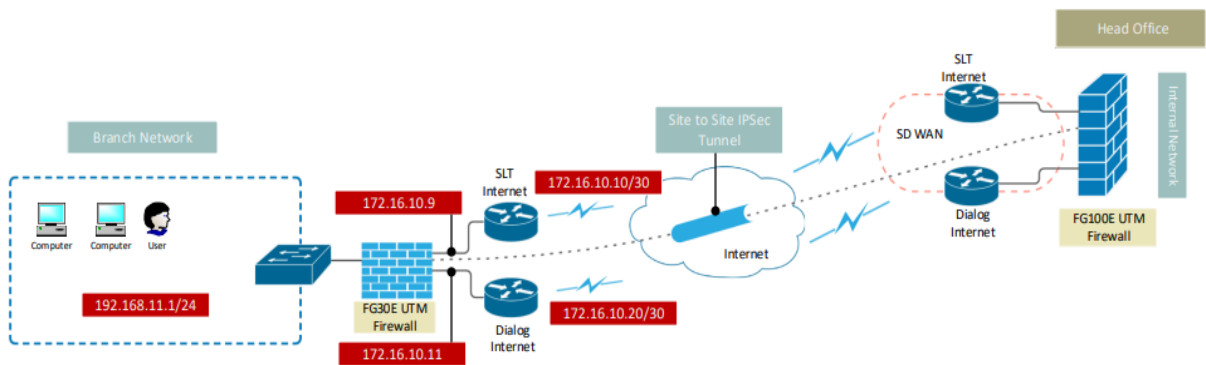 Head Office
SLT
Internet
Internal Network
Site to Site IPSec
Tunnel
Branch Network
SD WAN
SLT
Internet
172.16.10.10/30
172.16.10.9
Computer
Computer
User
Dialog
Internet
FG100E UTM
Firewall
Internet
192.168.11.1/24
FG30E UTM
Firewall
172.16.10.20/30
Dialog
Internet
172.16.10.11